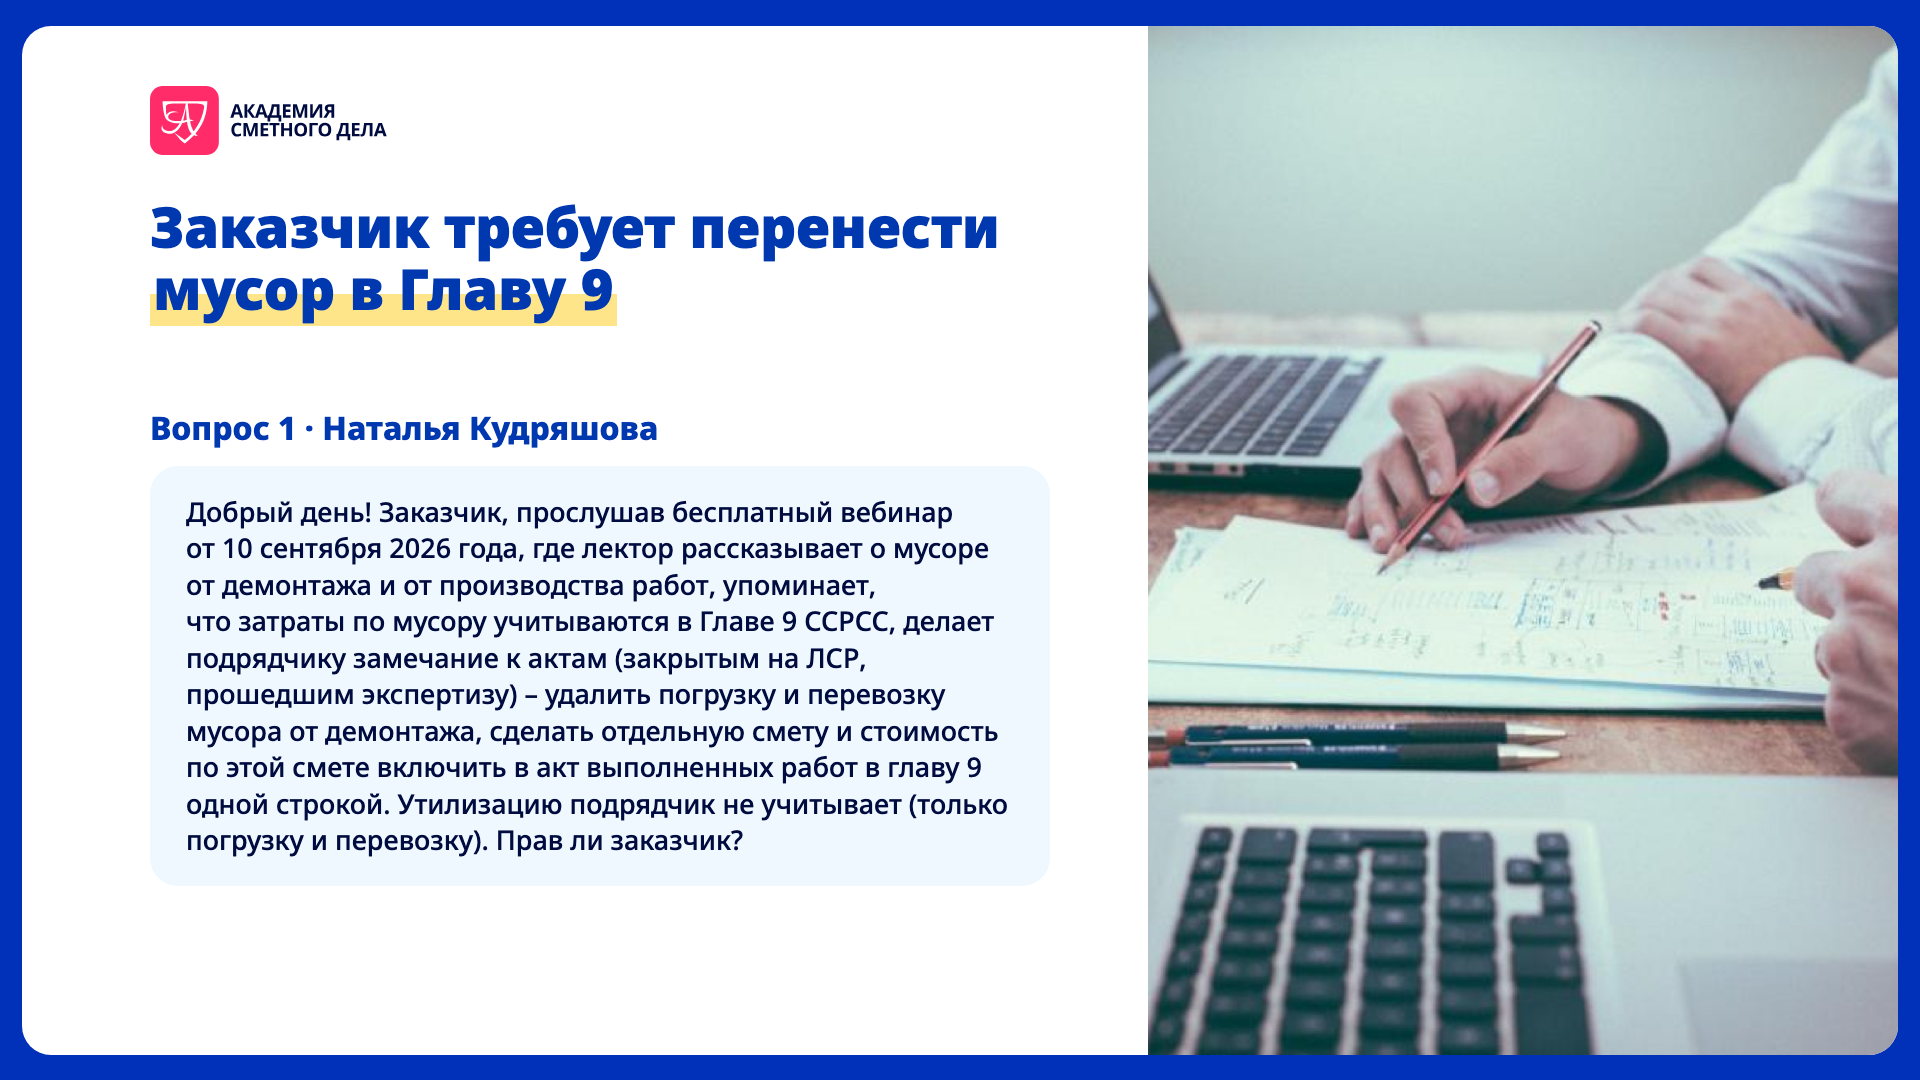 АКАДЕМИЯ
СМЕТНОГО ДЕЛА
Заказчик требует перенести
мусор в Главу 9
Вопрос 1 · Наталья Кудряшова
Добрый день! Заказчик, прослушав бесплатный вебинар
от 10 сентября 2026 года, где лектор рассказывает о мусоре
от демонтажа и от производства работ, упоминает,
что затраты по мусору учитываются в Главе 9 ССРСС, делает
подрядчику замечание к актам (закрытым на ЛСР,
прошедшим экспертизу) – удалить погрузку и перевозку
мусора от демонтажа, сделать отдельную смету и стоимость
по этой смете включить в акт выполненных работ в главу 9
одной строкой. Утилизацию подрядчик не учитывает (только
погрузку и перевозку). Прав ли заказчик?